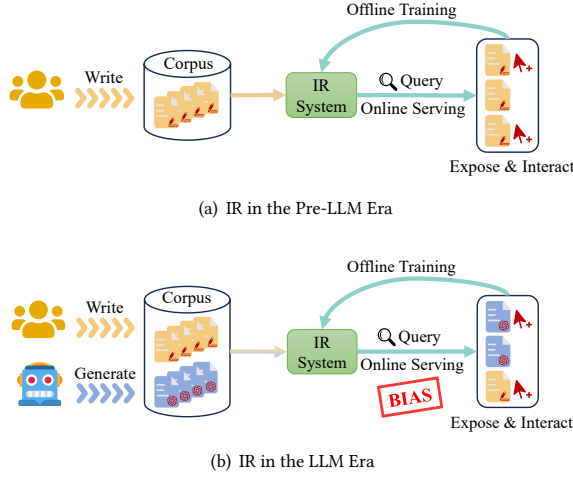 Offline Training
Write
Corpus
IR
System
Query
Online Serving
Expose & Interact
(a) IR in the Pre-LLM Era
Offline Training
Write
Corpus
Generate
IR
System
Query
Online Serving
BIAS
Expose & Interact
(b) IR in the LLM Era